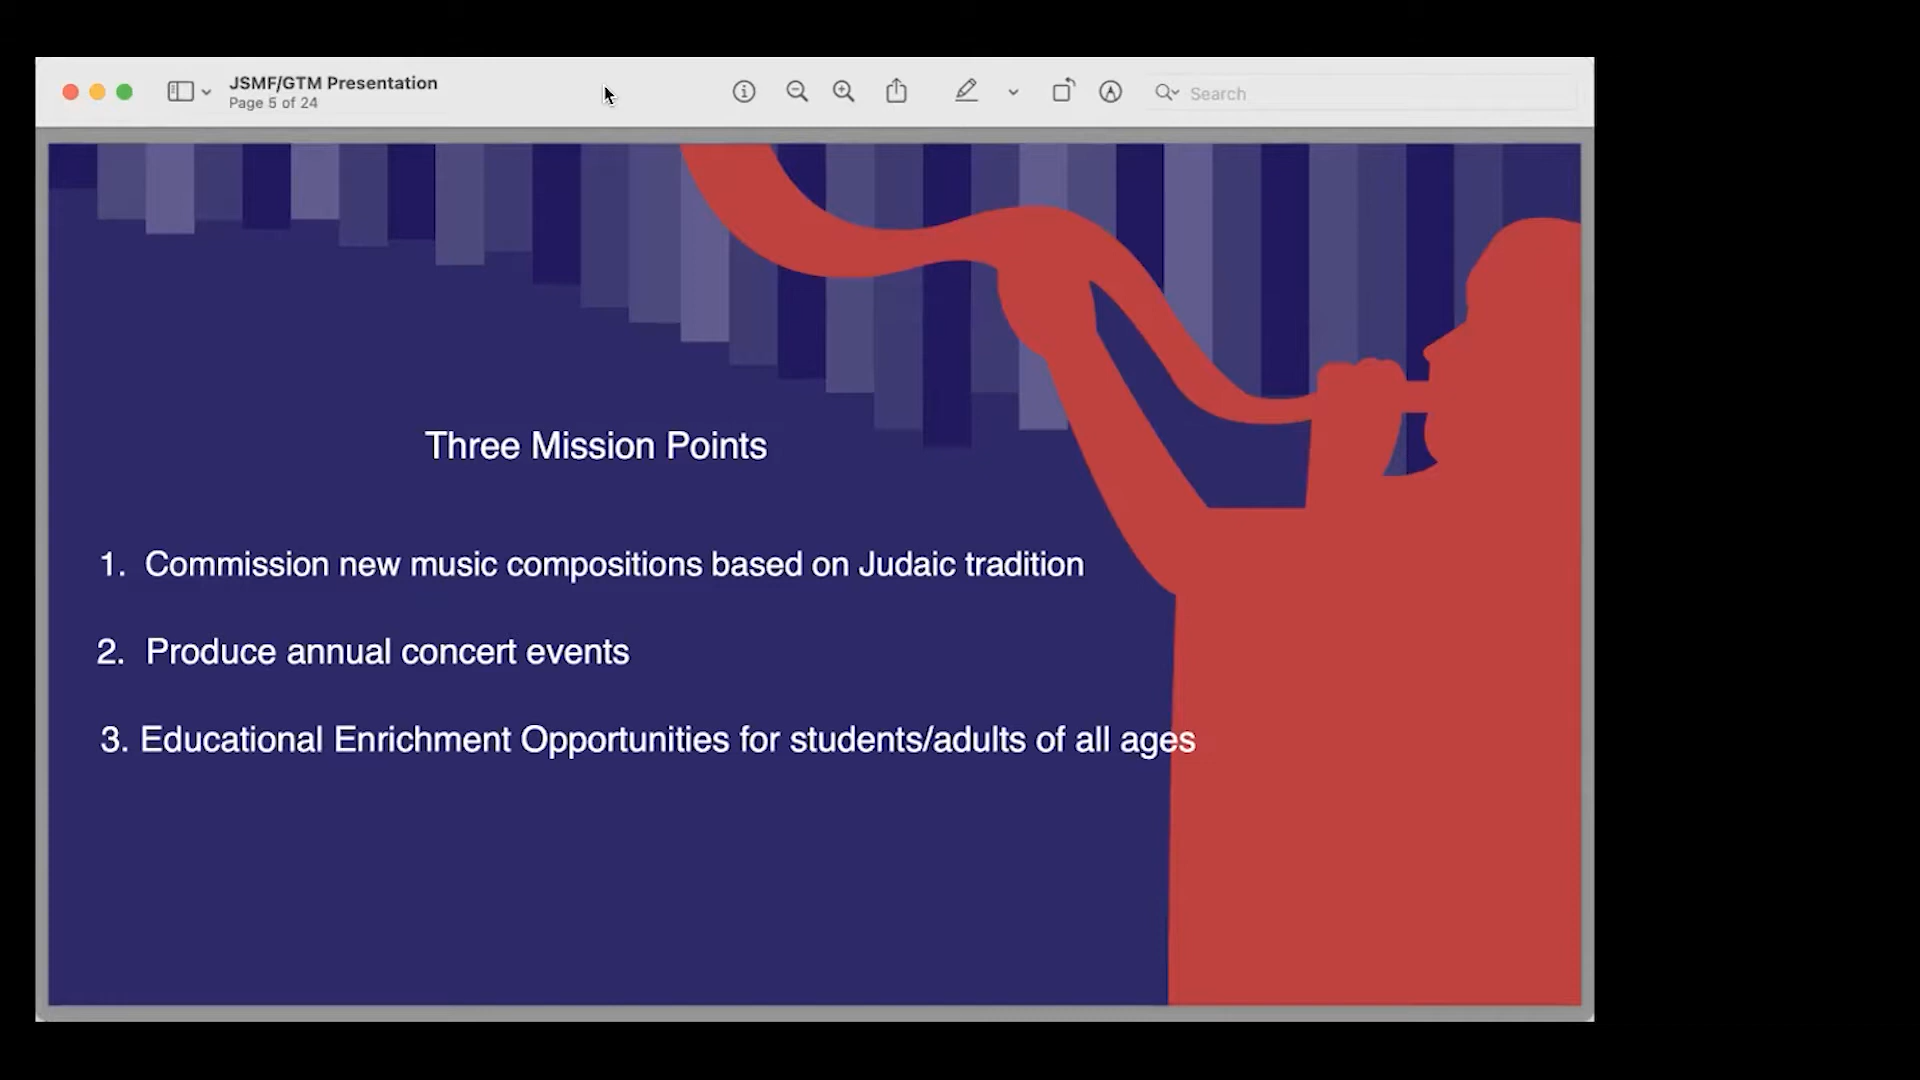 JSMF/GTM Presentation
Page 5 of 24
Search
Three Mission Points
1. Commission new music compositions based on Judaic tradition
2. Produce annual concert events
3. Educational Enrichment Opportunities for students/adults of all ages